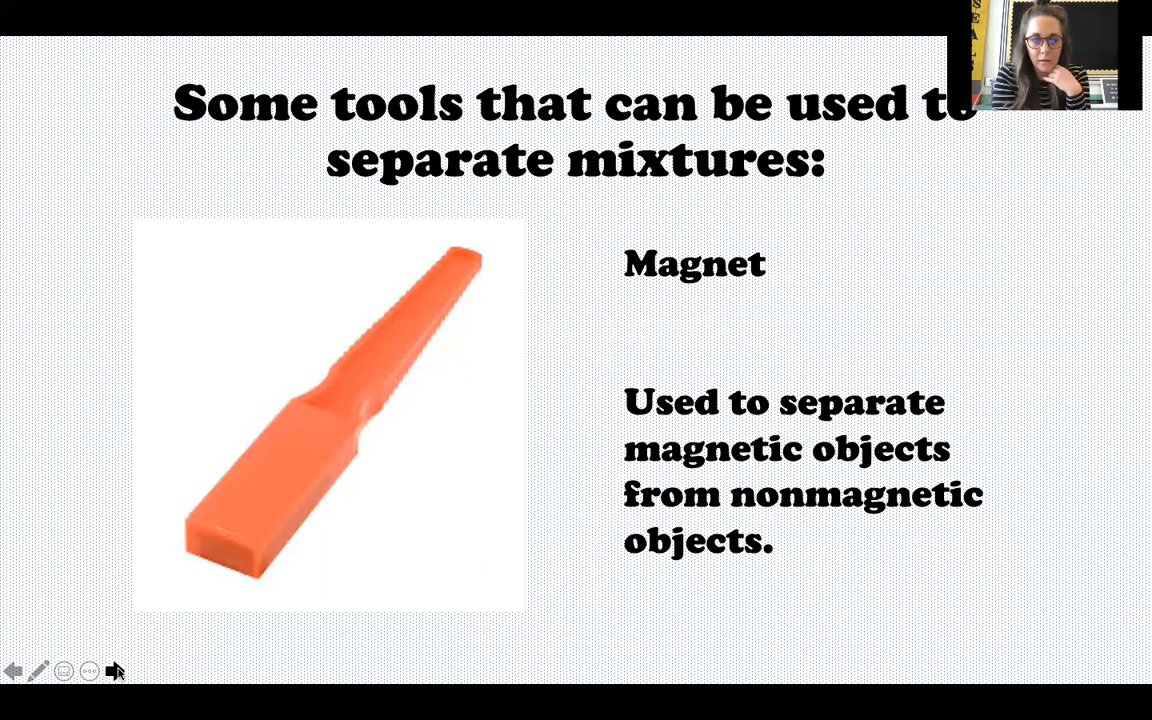 Some tools that can be used to
separate mixtures:
Magnet
Used to separate
magnetic objects
from nonmagnetic
objects.